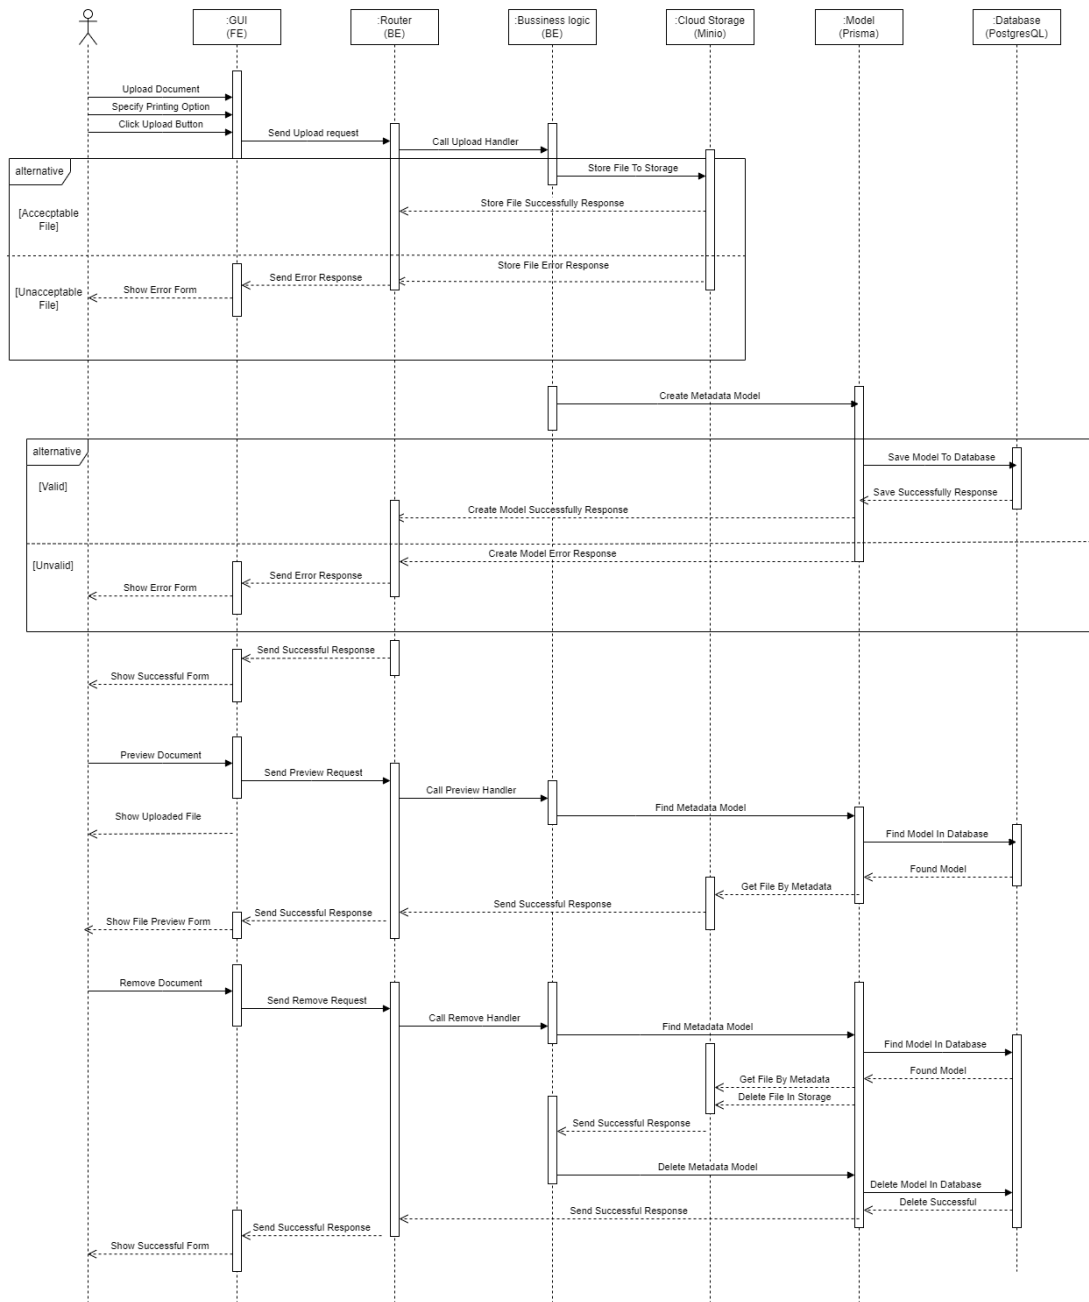 :GUI
(FE)
:Router
(BE)
:Bussiness logic
(BE)
:Cloud Storage
(Minio)
:Model
(Prisma)
:Database
(PostgresQL)
Upload Document
Specify Printing Option
Click Upload Button
Send Upload request
Call Upload Handler
alternative
Store File To Storage
[Accecptable
File]
Store File Successfully Response
Store File Error Response
Send Error Response
[Unacceptable
File]
Show Error Form
Create Metadata Model
alternative
Save Model To Database
[Valid]
Save Successfully Response
Create Model Successfully Response
Create Model Error Response
[Unvalid]
Send Error Response
Show Error Form
Send Successful Response
Show Successful Form
Preview Document
Send Preview Request
Call Preview Handler
Find Metadata Model
Show Uploaded File
Find Model In Database
Found Model
Get File By Metadata
Send Successful Response
Send Successful Response
Show File Preview Form
Remove Document
Send Remove Request
Call Remove Handler
Find Metadata Model
Find Model In Database
Found Model
Get File By Metadata
Delete File In Storage
Send Successful Response
Delete Metadata Model
Delete Model In Database
Delete Successful
Send Successful Response
Send Successful Response
Show Successful Form